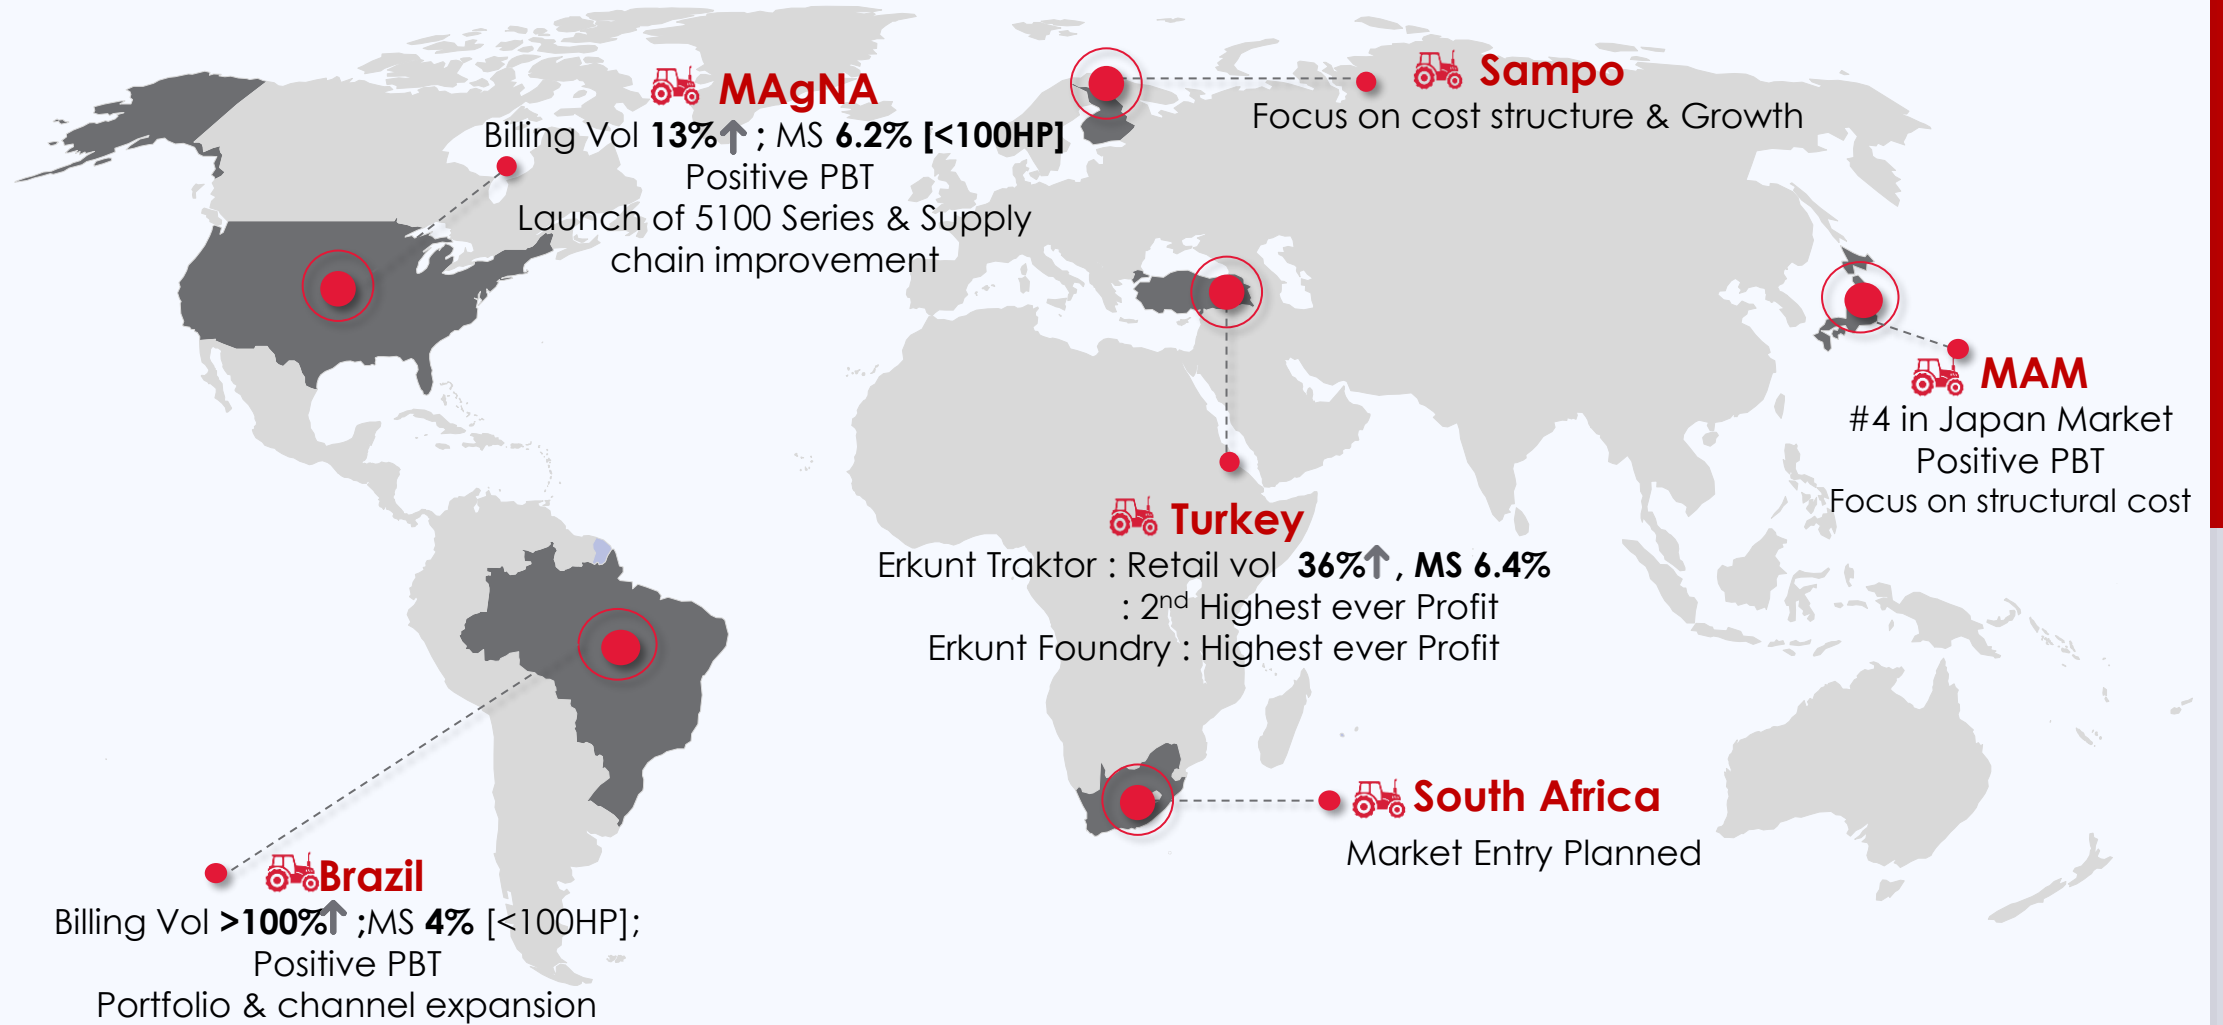 MAgNA
Billing Vol 13%↑ ; MS 6.2% [<100HP]
Positive PBT
Launch of 5100 Series & Supply
chain improvement
Sampo
Focus on cost structure & Growth
MAM
#4 in Japan Market
Positive PBT
Focus on structural cost
Turkey
Erkunt Traktor : Retail vol 36%↑ , MS 6.4%
: 2nd Highest ever Profit
Erkunt Foundry : Highest ever Profit
South Africa
Market Entry Planned
Brazil
Billing Vol >100%↑ ;MS 4% [<100HP];
Positive PBT
Portfolio & channel expansion